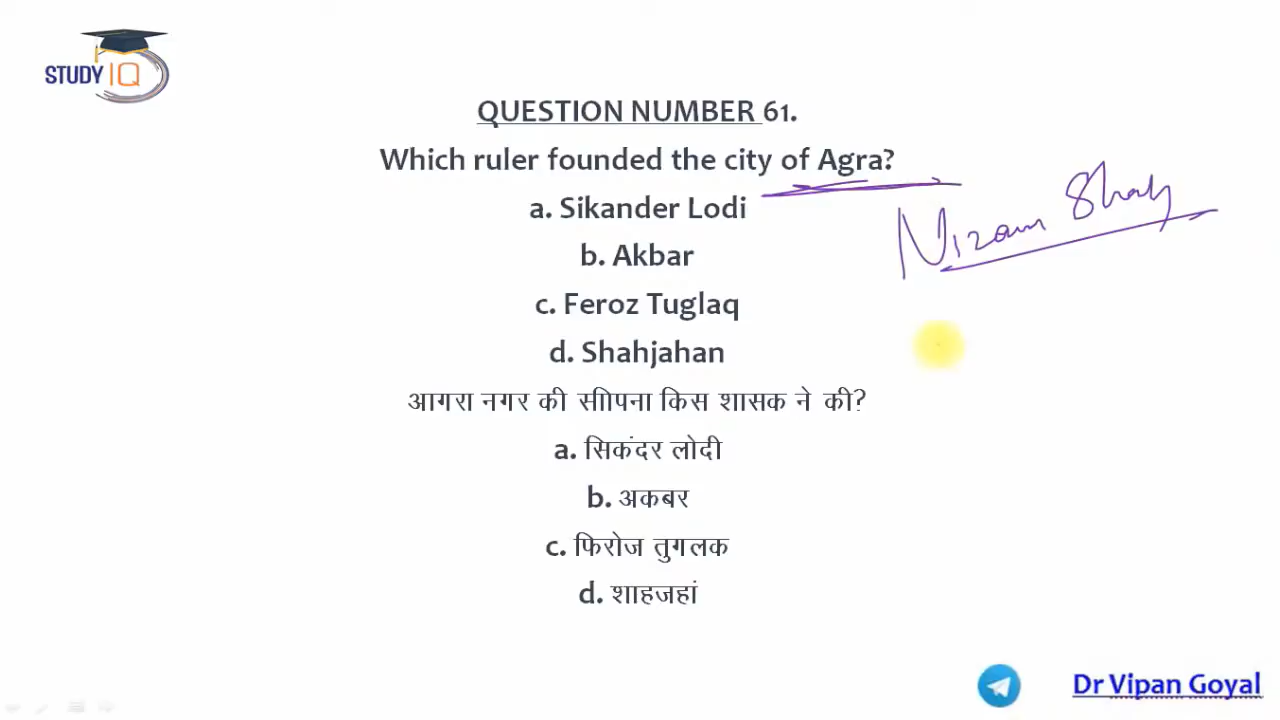 STUDY IQ
QUESTION NUMBER 61.
Which ruler founded the city of Agra?
a. Sikander Lodi
Nizam Shah
b. Akbar
c. Feroz Tuglaq
d. Shahjahan
आगरा नगर की सीापना किस शासक ने की?
a. सिकंदर लोदी
b. अकबर
c. फिरोज तुगलक
d. शाहजहां
Dr Vipan Goyal